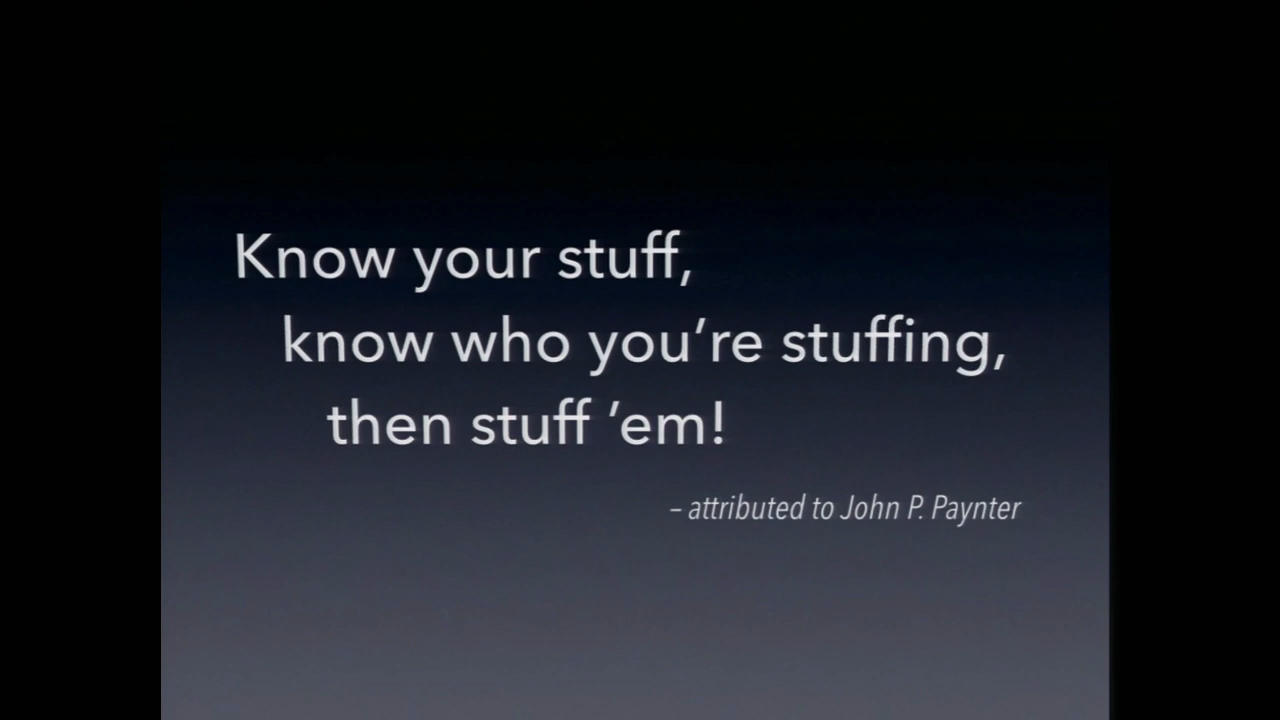 Know your stuff,
know who you’re stuffing,
then stuff ’em!
– attributed to John P. Paynter